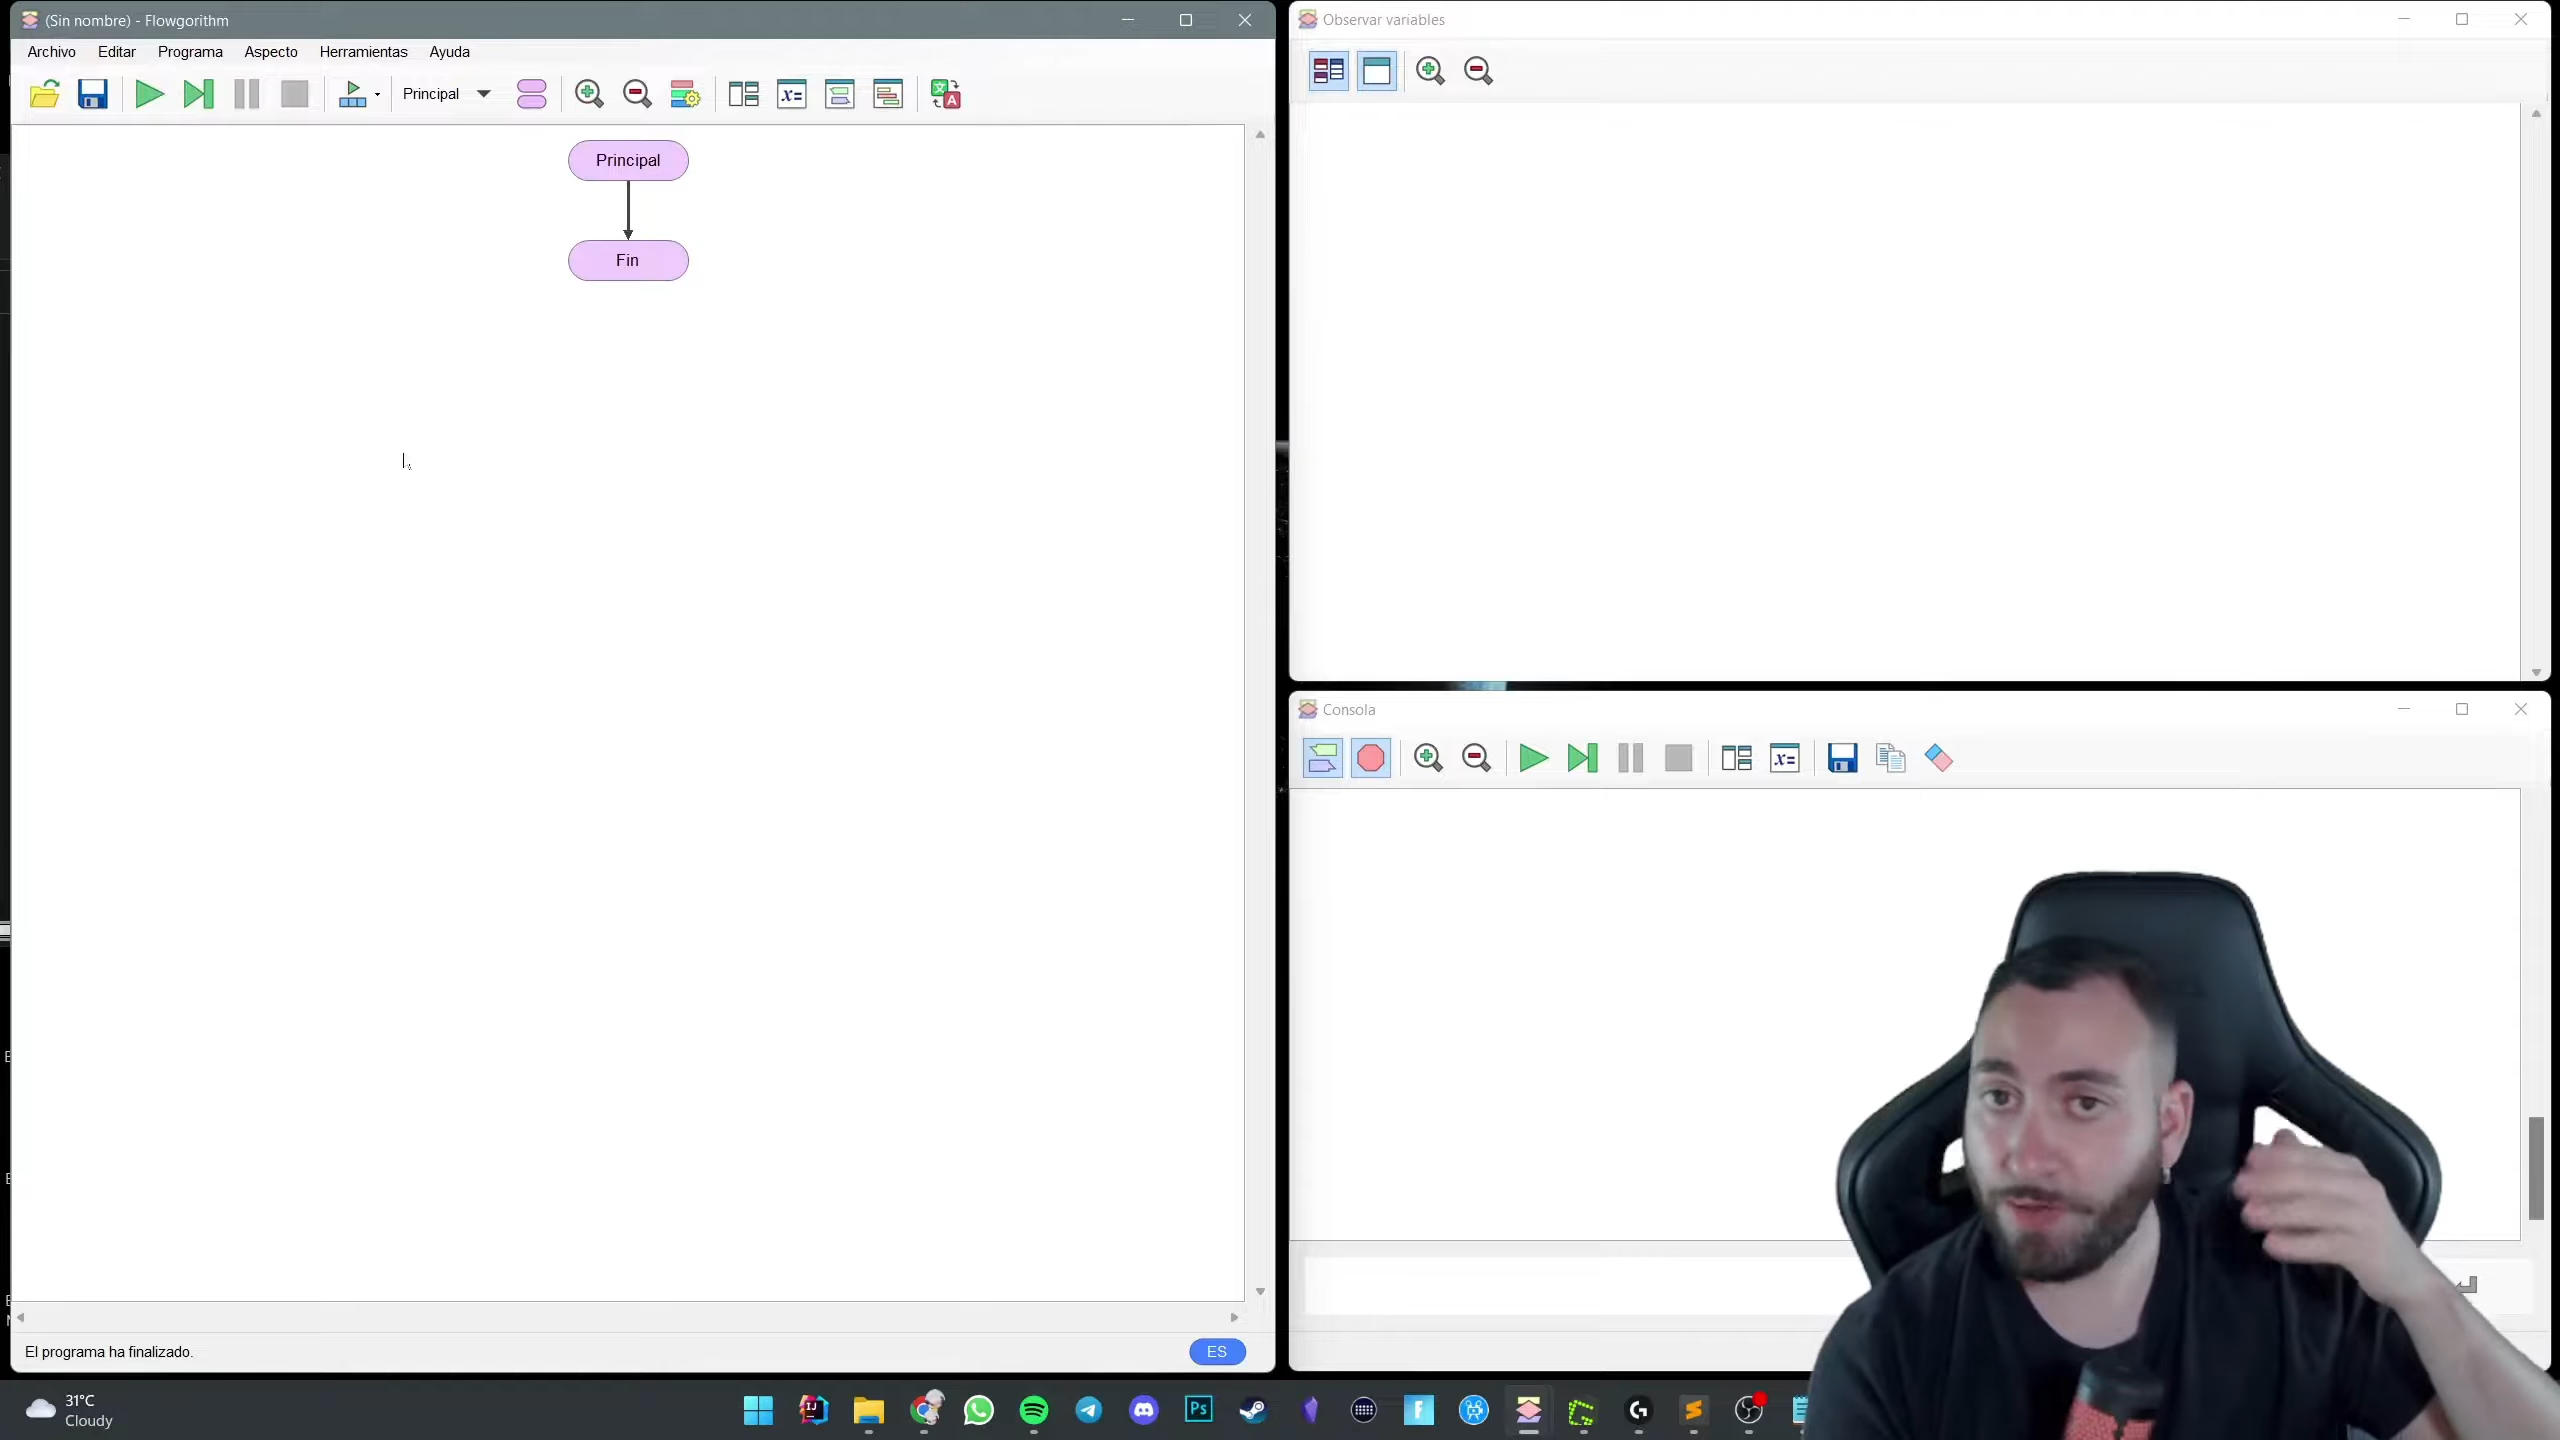 (Sin nombre) - Flowgorithm
Archivo Editar Programa Aspecto Herramientas Ayuda
Principal
Principal
Fin
El programa ha finalizado.
ES
Observar variables
Consola
31°C
Cloudy